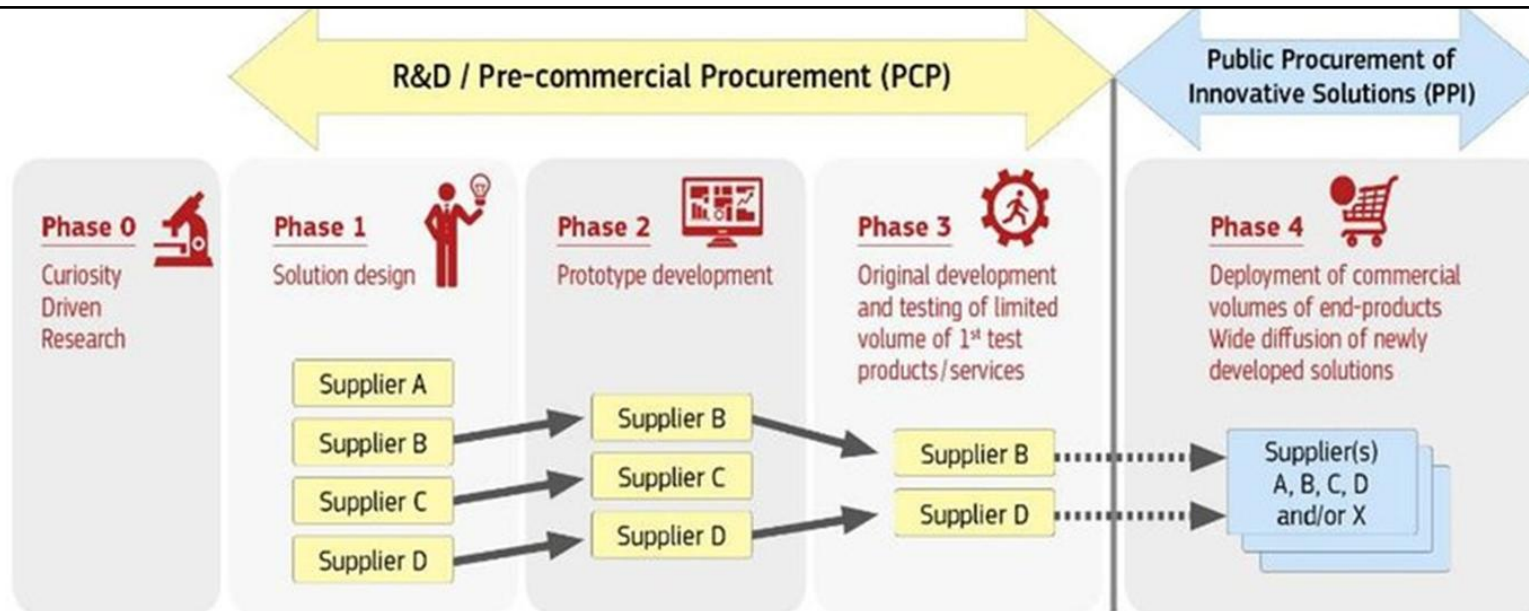 R&D / Pre-commercial Procurement (PCP)
Public Procurement of
Innovative Solutions (PPI)
Phase 0
Curiosity
Driven
Research
Phase 1
Solution design
Supplier A
Supplier B
Supplier C
Supplier D
Phase 2
Prototype development
Supplier B
Supplier C
Supplier D
Phase 3
Original development
and testing of limited
volume of 1st test
products/services
Supplier B
Supplier D
Phase 4
Deployment of commercial
volumes of end-products
Wide diffusion of newly
developed solutions
Supplier(s)
A, B, C, D
and/or X